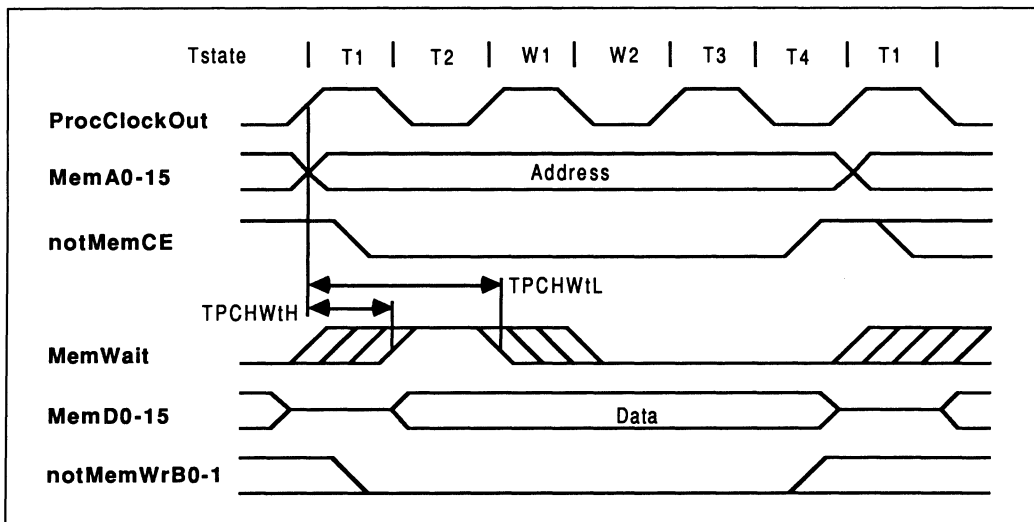 Tstate | T1 | T2 | W1 | W2 | T3 | T4 | T1 |
ProcClockOut
MemA0-15 Address
notMemCE
TPCHWtL
TPCHWtH
MemWait
MemD0-15 Data
notMemWrB0-1